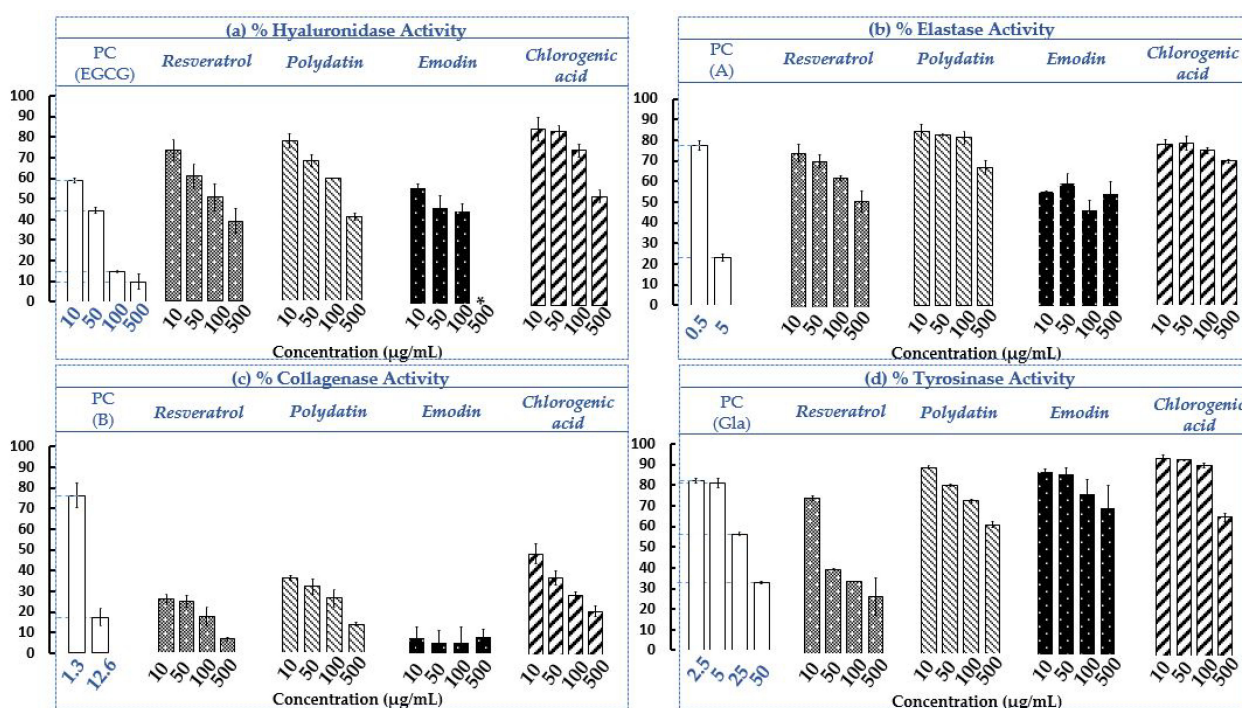 (a) % Hyaluronidase Activity
PC
(EGCG)
Resveratrol
Polydatin
Emodin
Chlorogenic
acid
100
90
80
70
60
50
40
30
20
10
0
10 50 100 500 10 50 100 500 10 50 100 500 10 50 100 500* 10 50 100 500
Concentration (µg/mL)
(b) % Elastase Activity
PC
(A)
Resveratrol
Polydatin
Emodin
Chlorogenic
acid
100
90
80
70
60
50
40
30
20
10
0
0.5 5 10 50 100 500 10 50 100 500 10 50 100 500 10 50 100 500
Concentration (µg/mL)
(c) % Collagenase Activity
PC
(B)
Resveratrol
Polydatin
Emodin
Chlorogenic
acid
100
90
80
70
60
50
40
30
20
10
0
1.3 12.6 10 50 100 500 10 50 100 500 10 50 100 500 10 50 100 500
Concentration (µg/mL)
(d) % Tyrosinase Activity
PC
(Gla)
Resveratrol
Polydatin
Emodin
Chlorogenic
acid
100
90
80
70
60
50
40
30
20
10
0
2.5 5 25 50 10 50 100 500 10 50 100 500 10 50 100 500 10 50 100 500
Concentration (µg/mL)